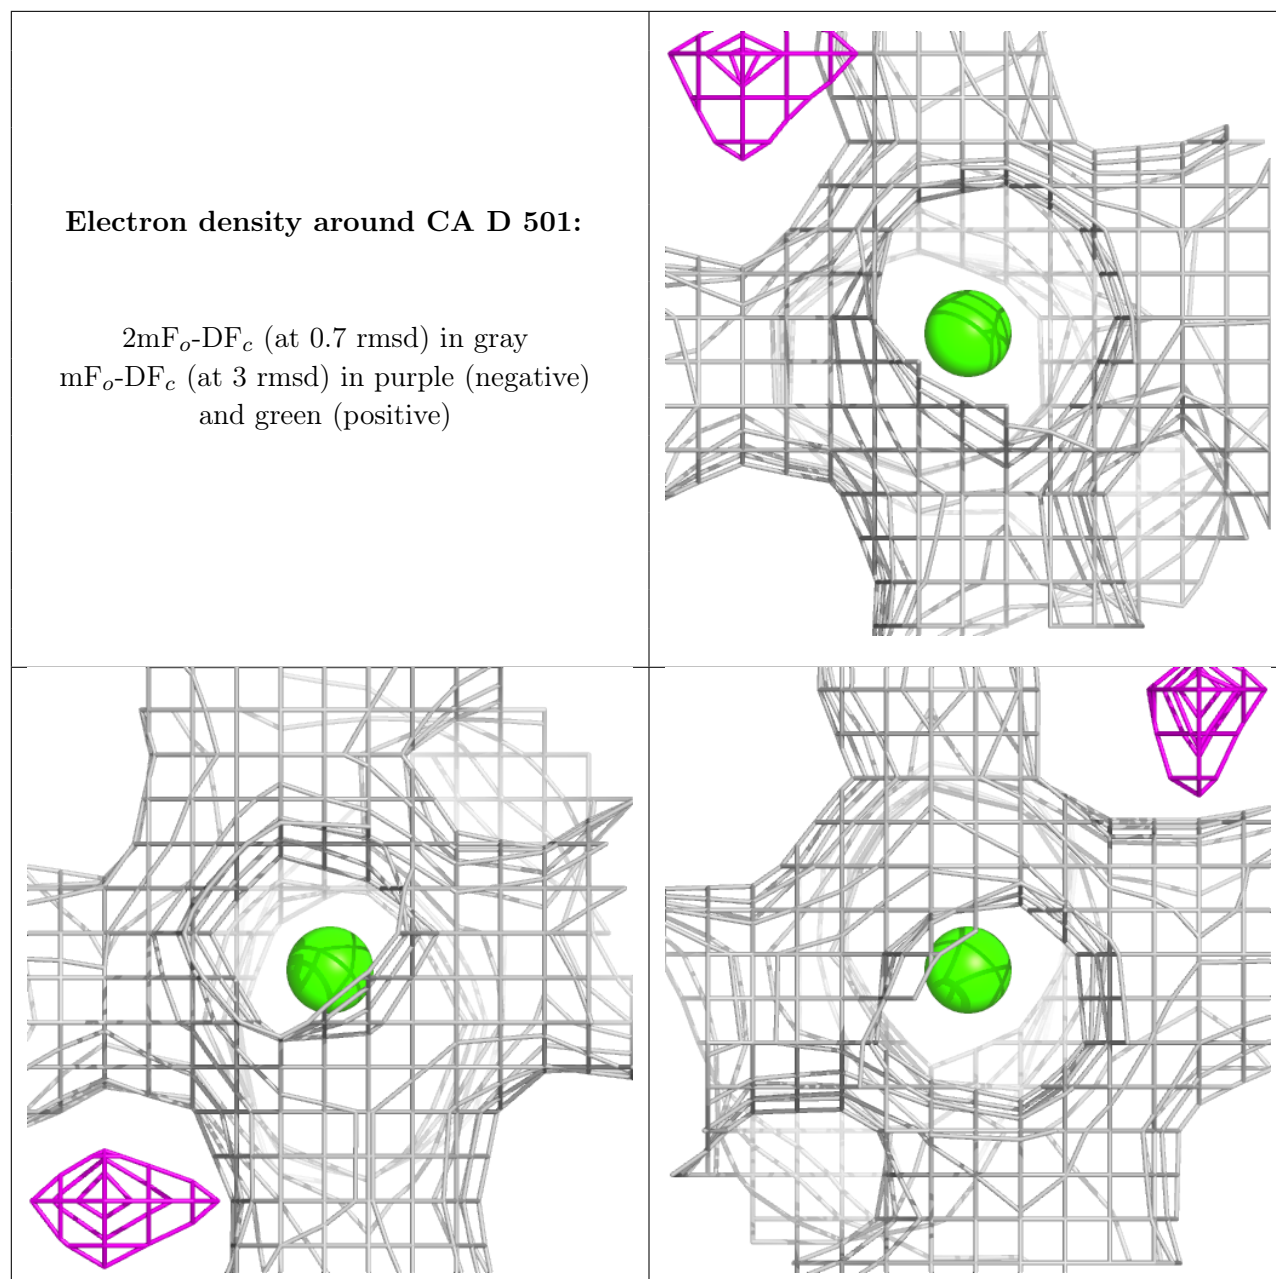 Electron density around CA D 501:
2mFo-DFc (at 0.7 rmsd) in gray
mFo-DFc (at 3 rmsd) in purple (negative)
and green (positive)